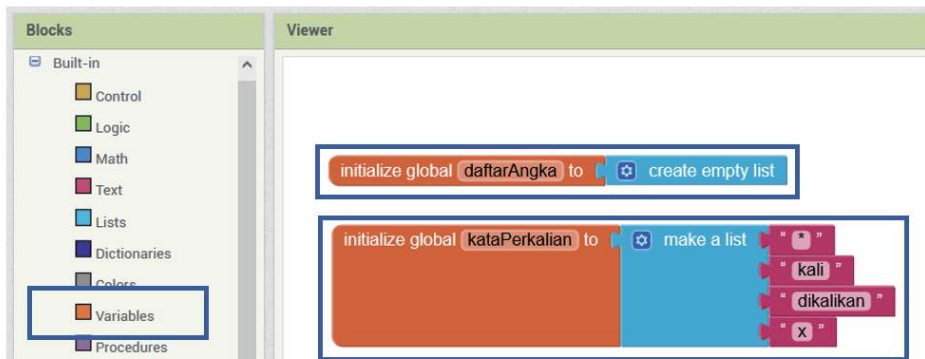 Blocks
Viewer
Built-in
Control
Logic
Math
Text
Lists
Dictionaries
Colors
Variables
Procedures
initialize global daftarAngka to create empty list
initialize global kataPerkalian to make a list " * "
" kali "
" dikalikan "
" x "